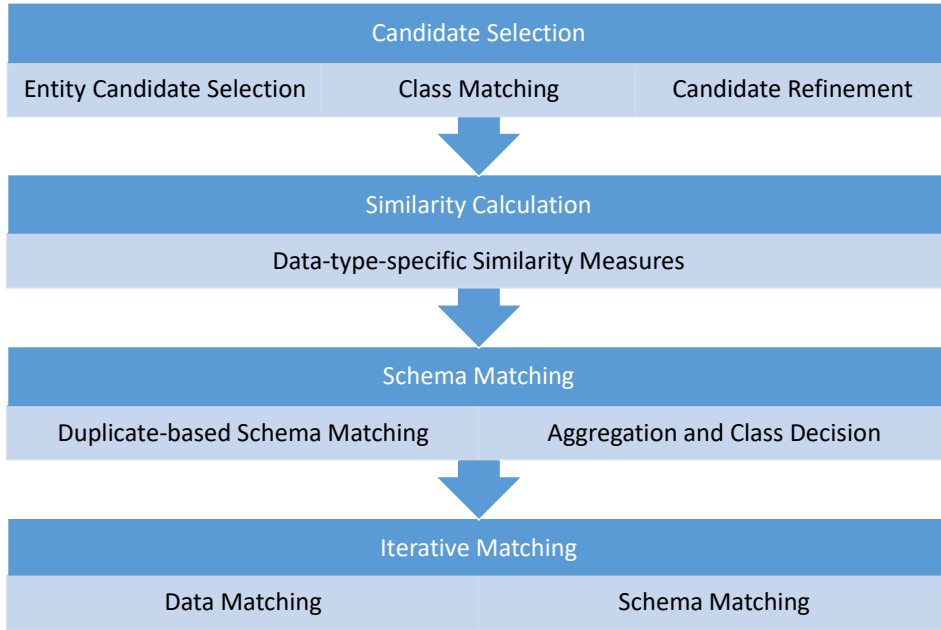 Candidate Selection
Entity Candidate Selection Class Matching Candidate Refinement
Similarity Calculation
Data-type-specific Similarity Measures
Schema Matching
Duplicate-based Schema Matching Aggregation and Class Decision
Iterative Matching
Data Matching Schema Matching